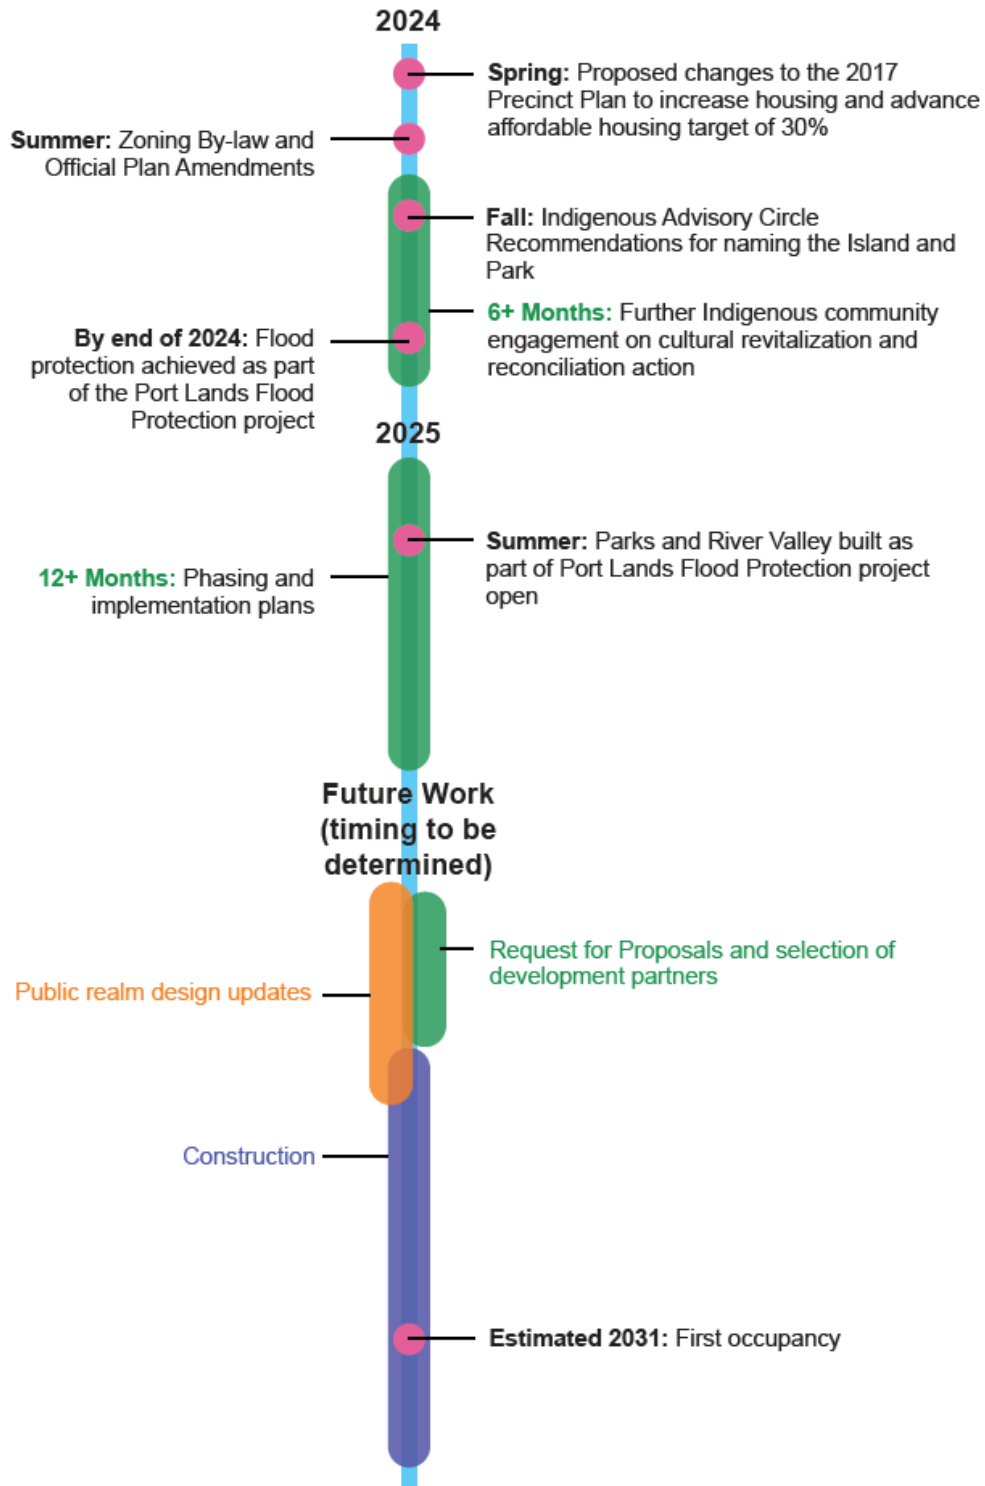 2024
Spring: Proposed changes to the 2017
Precinct Plan to increase housing and advance
affordable housing target of 30%
Summer: Zoning By-law and
Official Plan Amendments
Fall: Indigenous Advisory Circle
Recommendations for naming the Island and
Park
6+ Months: Further Indigenous community
engagement on cultural revitalization and
reconciliation action
By end of 2024: Flood
protection achieved as part
of the Port Lands Flood
Protection project
2025
Summer: Parks and River Valley built as
part of Port Lands Flood Protection project
open
12+ Months: Phasing and
implementation plans
Future Work
(timing to be
determined)
Request for Proposals and selection of
development partners
Public realm design updates
Construction
Estimated 2031: First occupancy